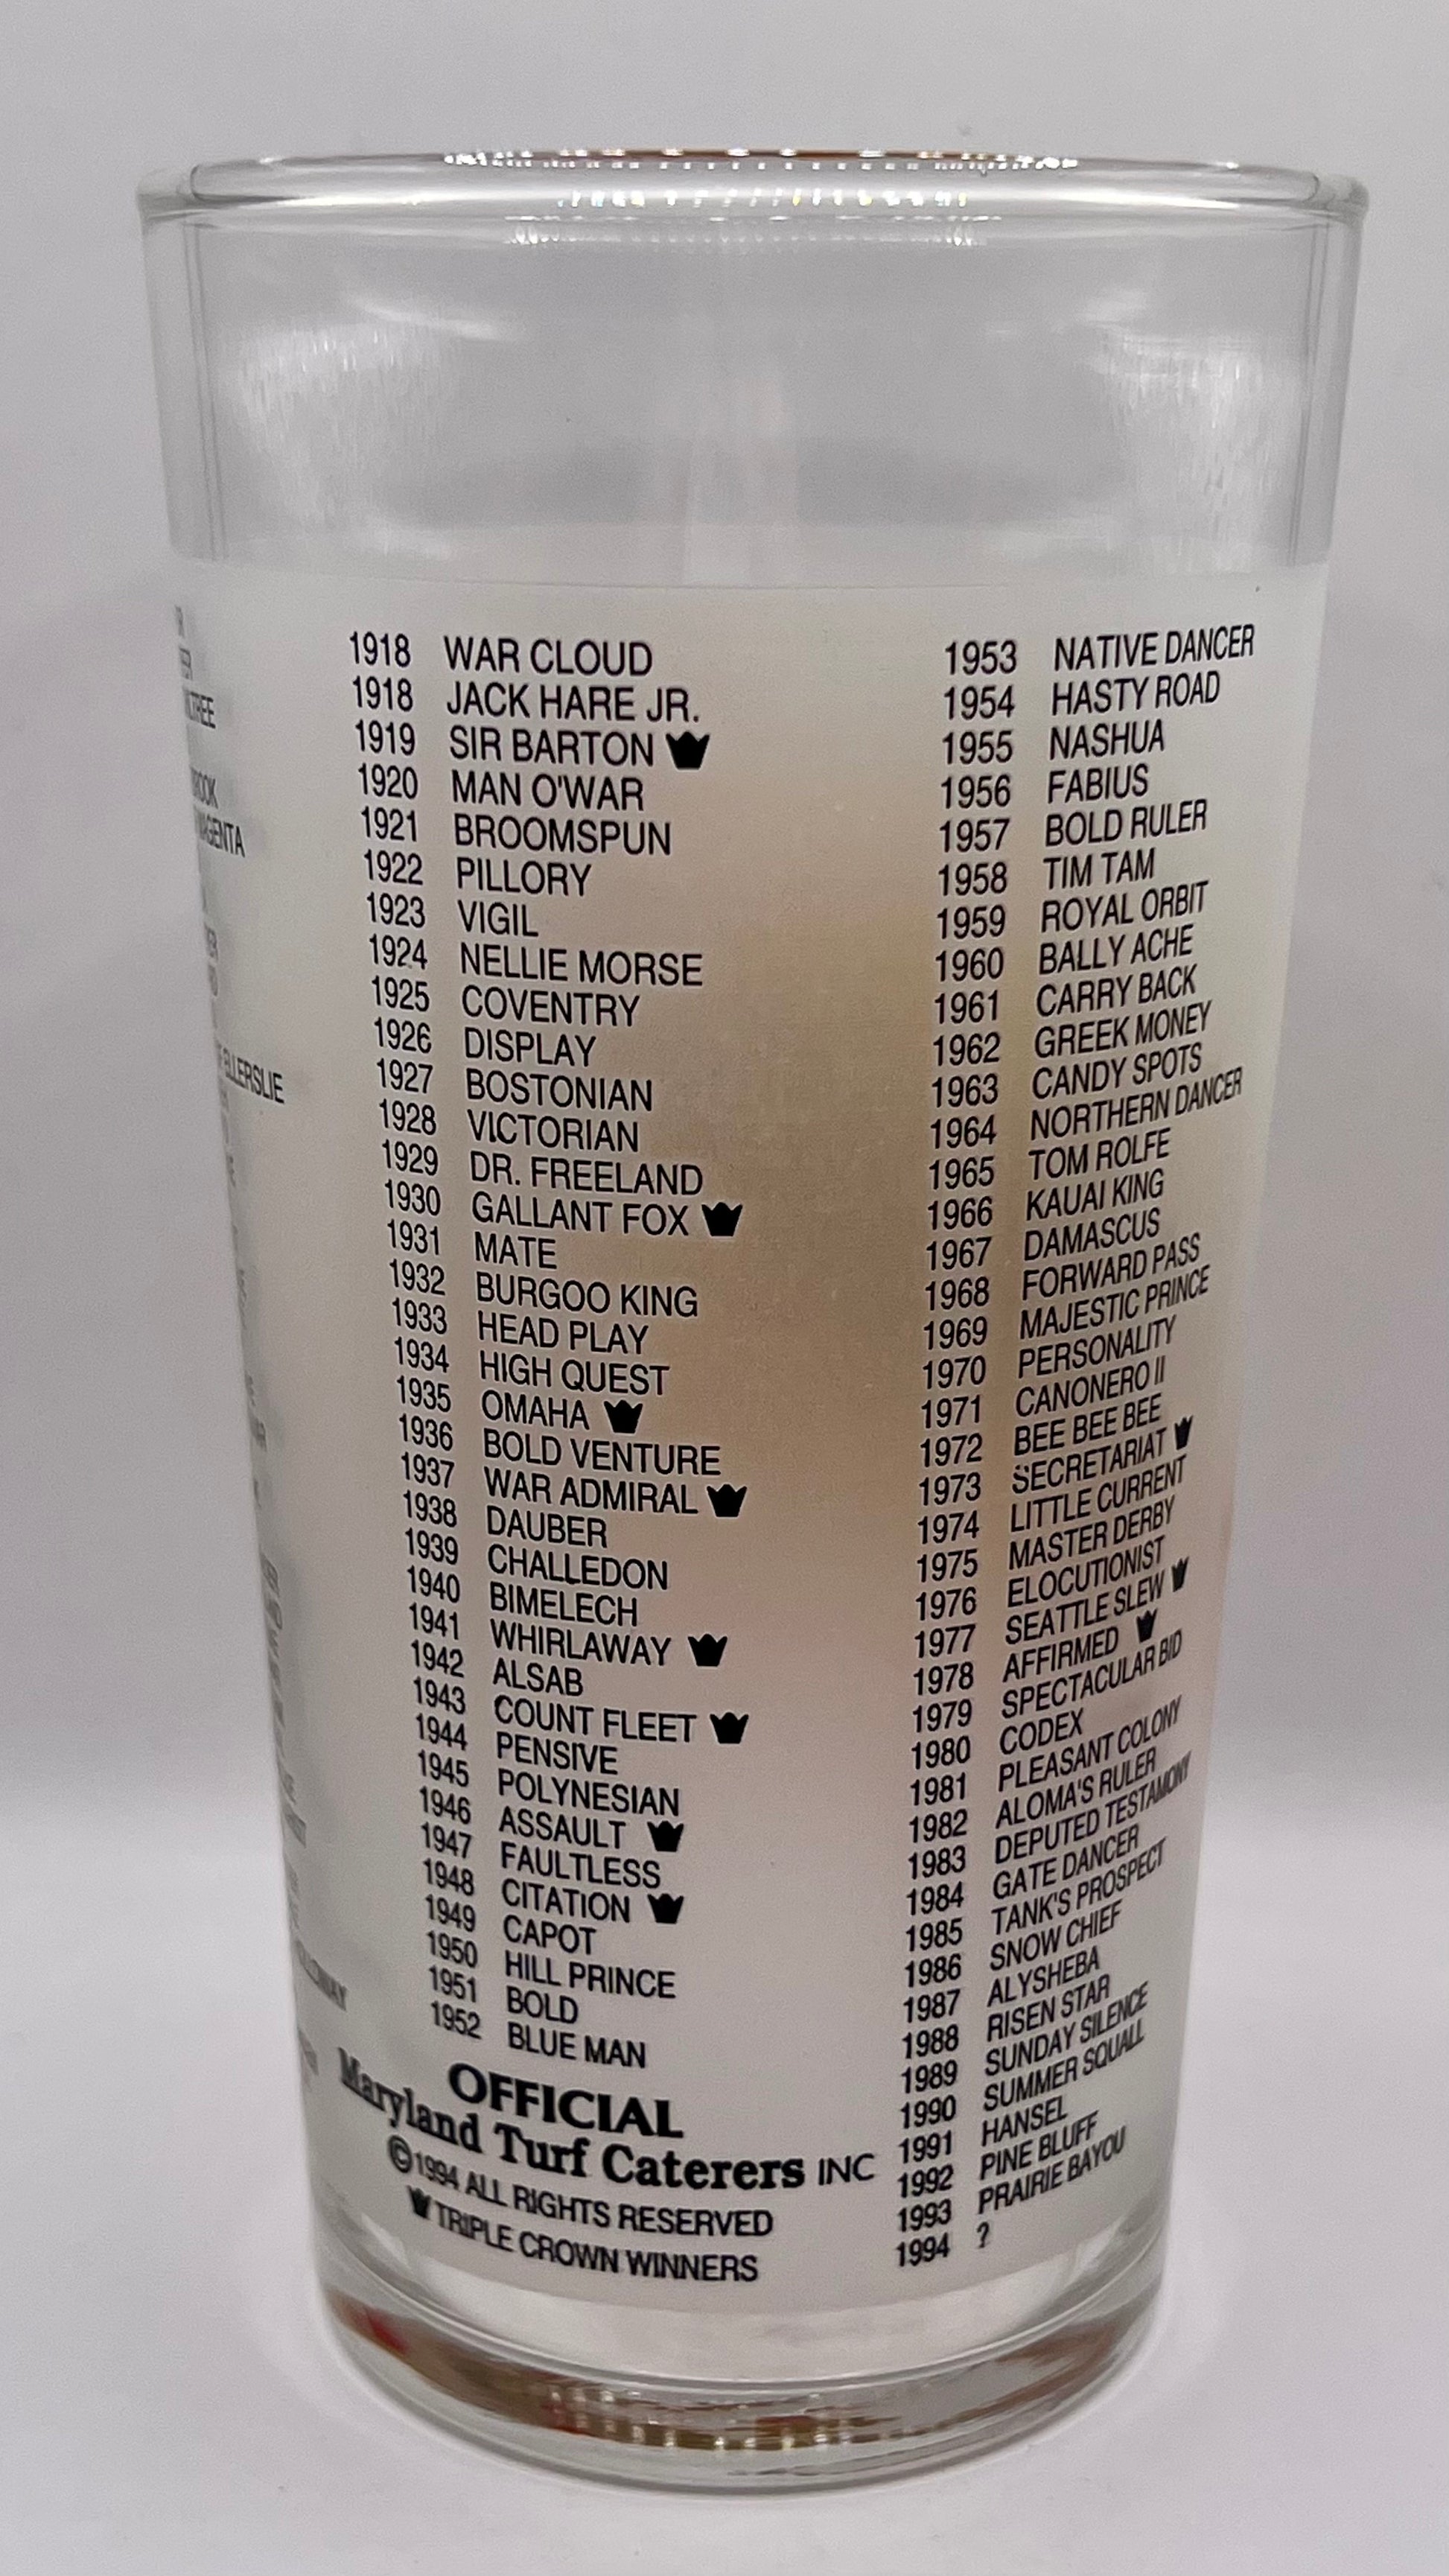 MAGENTA
ELLERSLIE
1918 WAR CLOUD
1918 JACK HARE JR.
1919 SIR BARTON
1920 MAN O'WAR
1921 BROOMSPUN
1922 PILLORY
1923 VIGIL
1924 NELLIE MORSE
1925 COVENTRY
1926 DISPLAY
1927 BOSTONIAN
1928 VICTORIAN
1929 DR. FREELAND
1930 GALLANT FOX
1931 MATE
1932 BURGOO KING
1933 HEAD PLAY
1934 HIGH QUEST
1935 OMAHA
1936 BOLD VENTURE
1937 WAR ADMIRAL
1938 DAUBER
1939 CHALLEDON
1940 BIMELECH
1941 WHIRLAWAY
1942 ALSAB
1943 COUNT FLEET
1944 PENSIVE
1945 POLYNESIAN
1946 ASSAULT
1947 FAULTLESS
1948 CITATION
1949 CAPOT
1950 HILL PRINCE
1951 BOLD
1952 BLUE MAN
OFFICIAL
Maryland Turf Caterers INC
©1994 ALL RIGHTS RESERVED
TRIPLE CROWN WINNERS
1953 NATIVE DANCER
1954 HASTY ROAD
1955 NASHUA
1956 FABIUS
1957 BOLD RULER
1958 TIM TAM
1959 ROYAL ORBIT
1960 BALLY ACHE
1961 CARRY BACK
1962 GREEK MONEY
1963 CANDY SPOTS
1964 NORTHERN DANCER
1965 TOM ROLFE
1966 KAUAI KING
1967 DAMASCUS
1968 FORWARD PASS
1969 MAJESTIC PRINCE
1970 PERSONALITY
1971 CANONERO II
1972 BEE BEE BEE
1973 SECRETARIAT
1974 LITTLE CURRENT
1975 MASTER DERBY
1976 ELOCUTIONIST
1977 SEATTLE SLEW
1978 AFFIRMED
1979 SPECTACULAR BID
1980 CODEX
1981 PLEASANT COLONY
1982 ALOMA'S RULER
1983 DEPUTED TESTAMONY
1984 GATE DANCER
1985 TANK'S PROSPECT
1986 SNOW CHIEF
1987 ALYSHEBA
1988 RISEN STAR
1989 SUNDAY SILENCE
1990 SUMMER SQUALL
1991 HANSEL
1992 PINE BLUFF
1993 PRAIRIE BAYOU
1994 ?